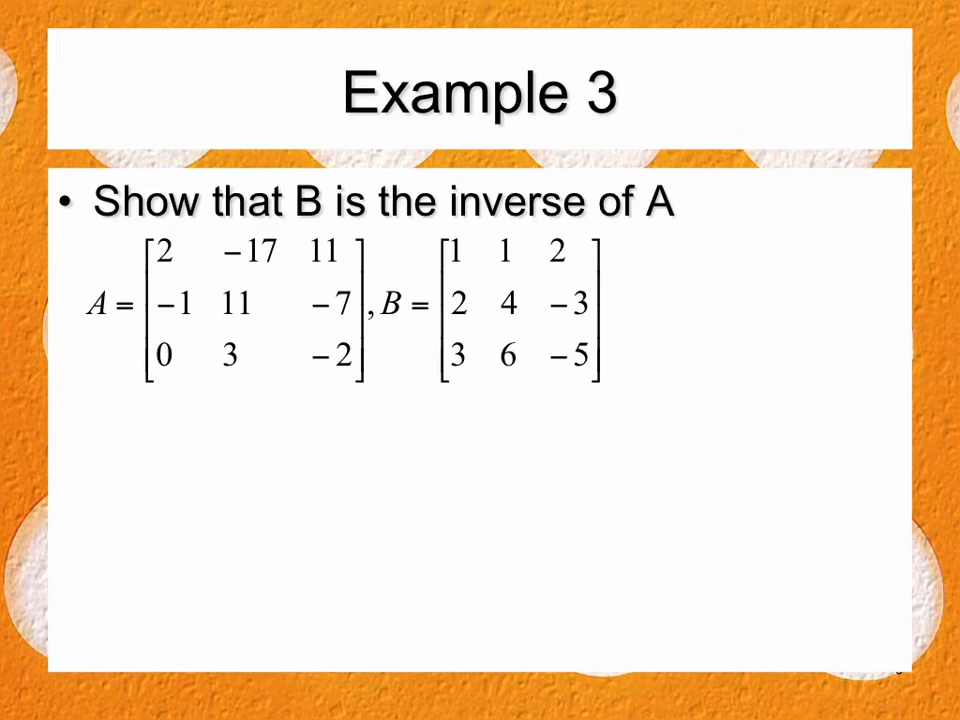 Example 3
• Show that B is the inverse of A
A = [2 −17 11
−1 11 −7
0 3 −2], B = [1 1 2
2 4 −3
3 6 −5]